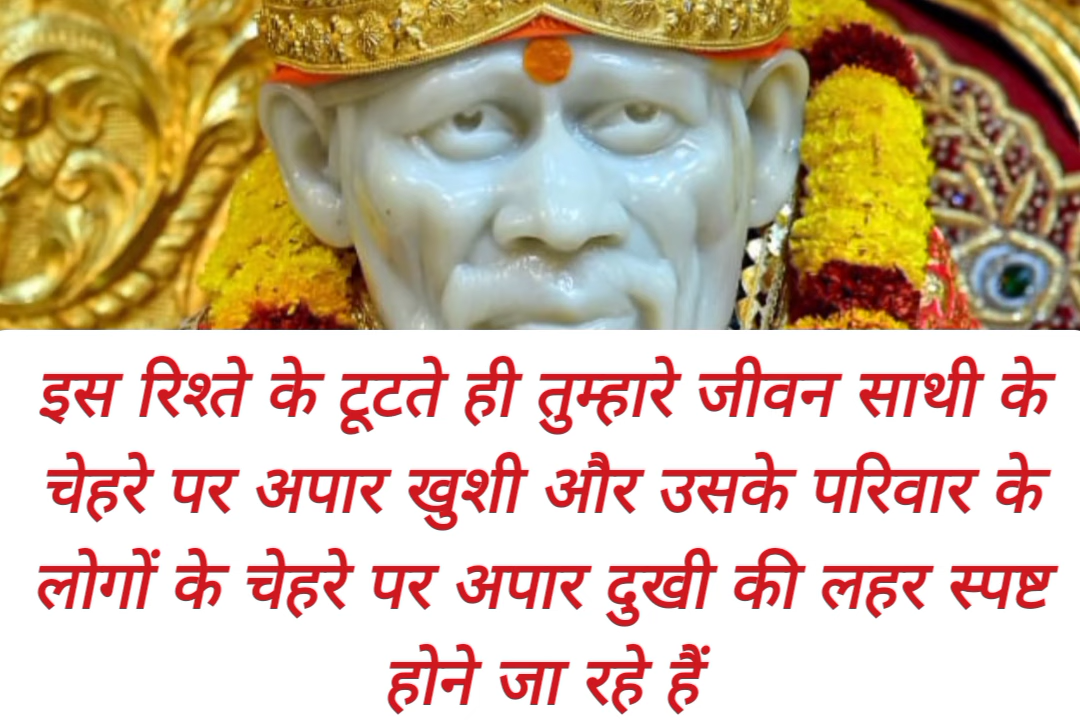 इस रिश्ते के टूटते ही तुम्हारे जीवन साथी के
चेहरे पर अपार खुशी और उसके परिवार के
लोगों के चेहरे पर अपार दुखी की लहर स्पष्ट
होने जा रहे हैं